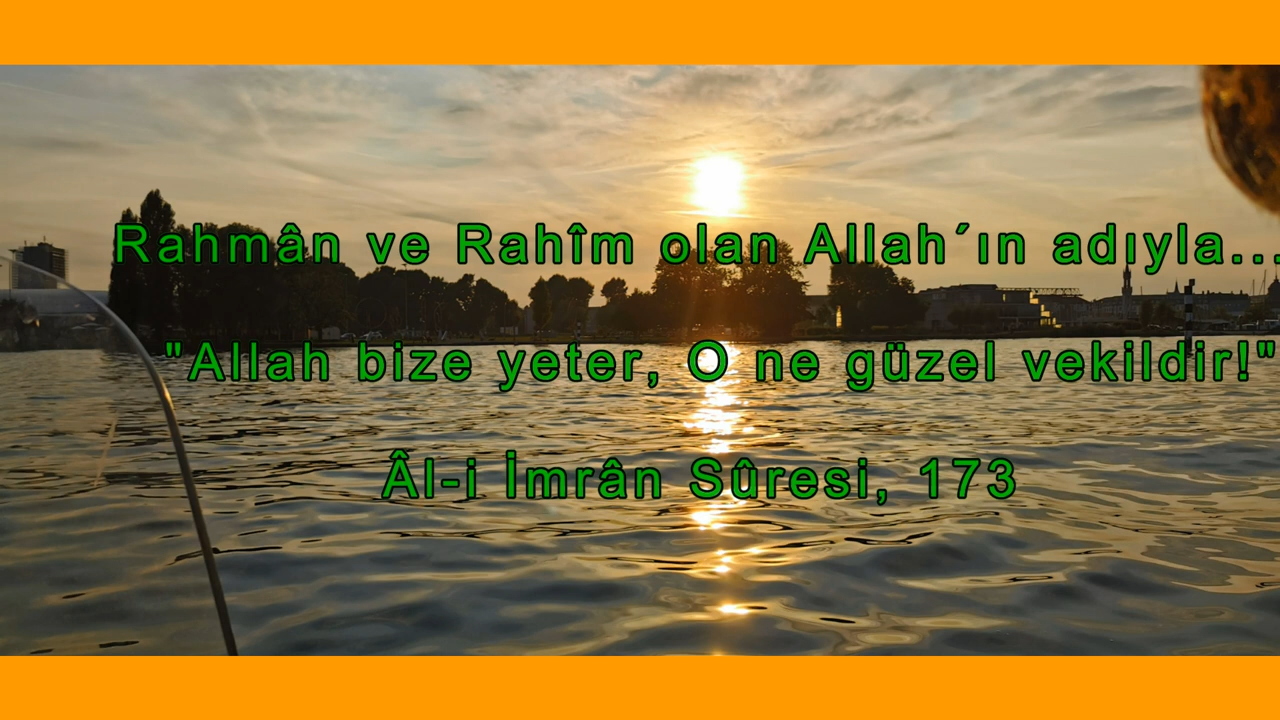 Rahmân ve Rahîm olan Allah´ın adıyla...
"Allah bize yeter, O ne güzel vekildir!"
Âl-i İmrân Sûresi, 173